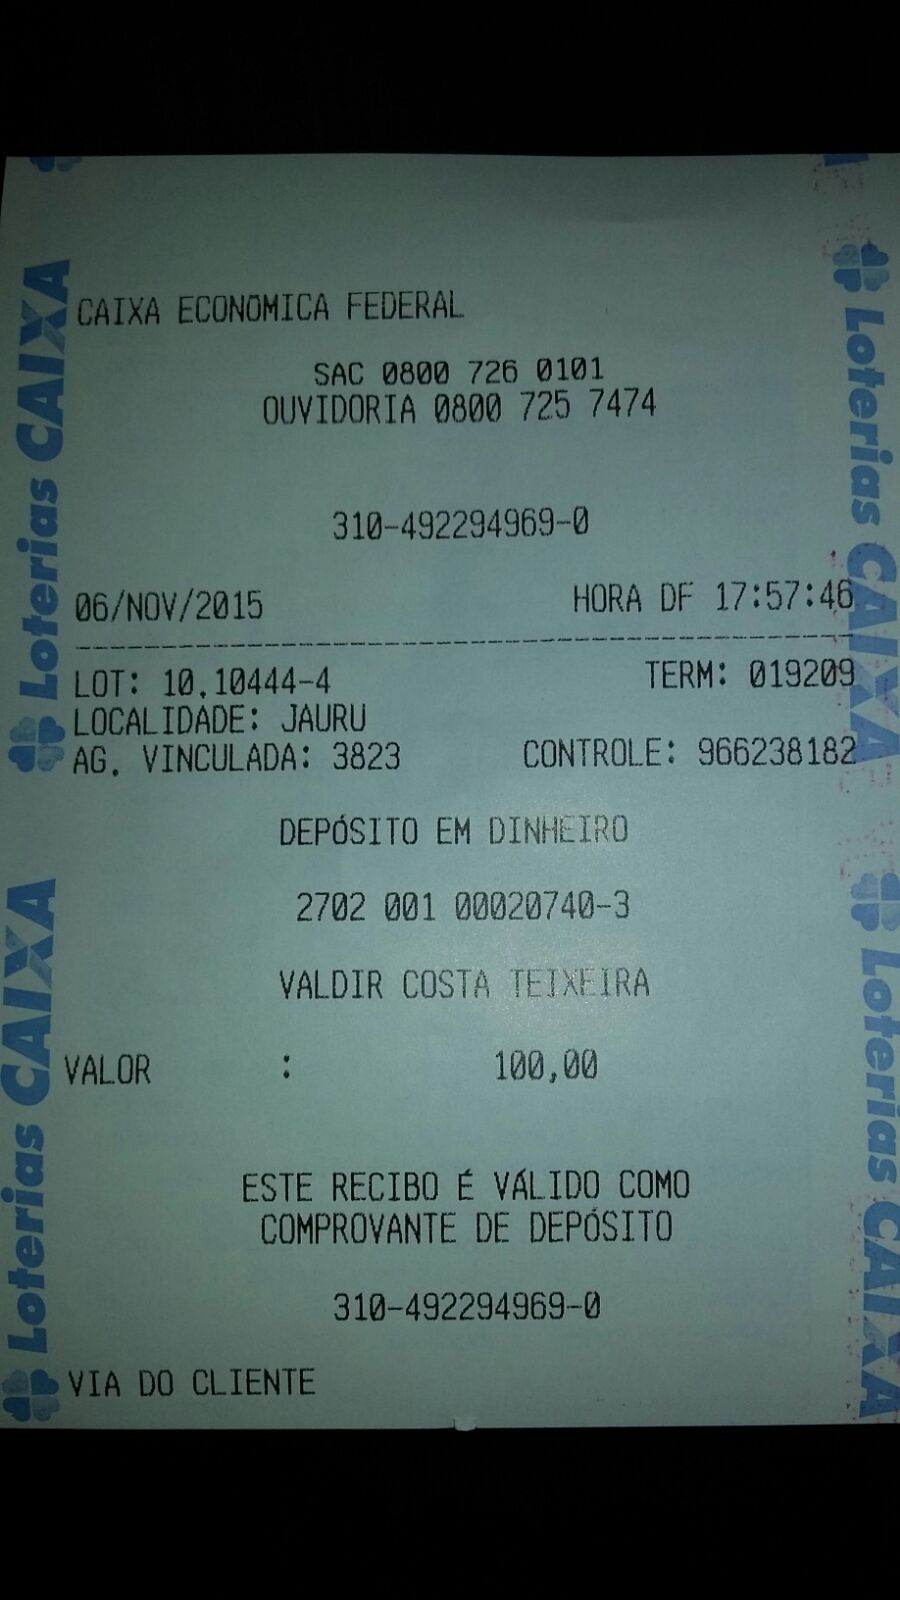 CAIXA ECONOMICA FEDERAL
SAC 0800 726 0101
OUVIDORIA 0800 725 7474
310-492294969-0
06/NOV/2015 HORA DF 17:57:46
LOT: 10.10444-4 TERM: 019209
LOCALIDADE: JAURU
AG. VINCULADA: 3823 CONTROLE: 966238182
DEPÓSITO EM DINHEIRO
2702 001 00020740-3
VALDIR COSTA TEIXEIRA
VALOR : 100,00
ESTE RECIBO É VÁLIDO COMO
COMPROVANTE DE DEPÓSITO
310-492294969-0
VIA DO CLIENTE
Loterias CAIXA
Loterias CAIXA
Loterias CAIXA
Loterias CAIXA